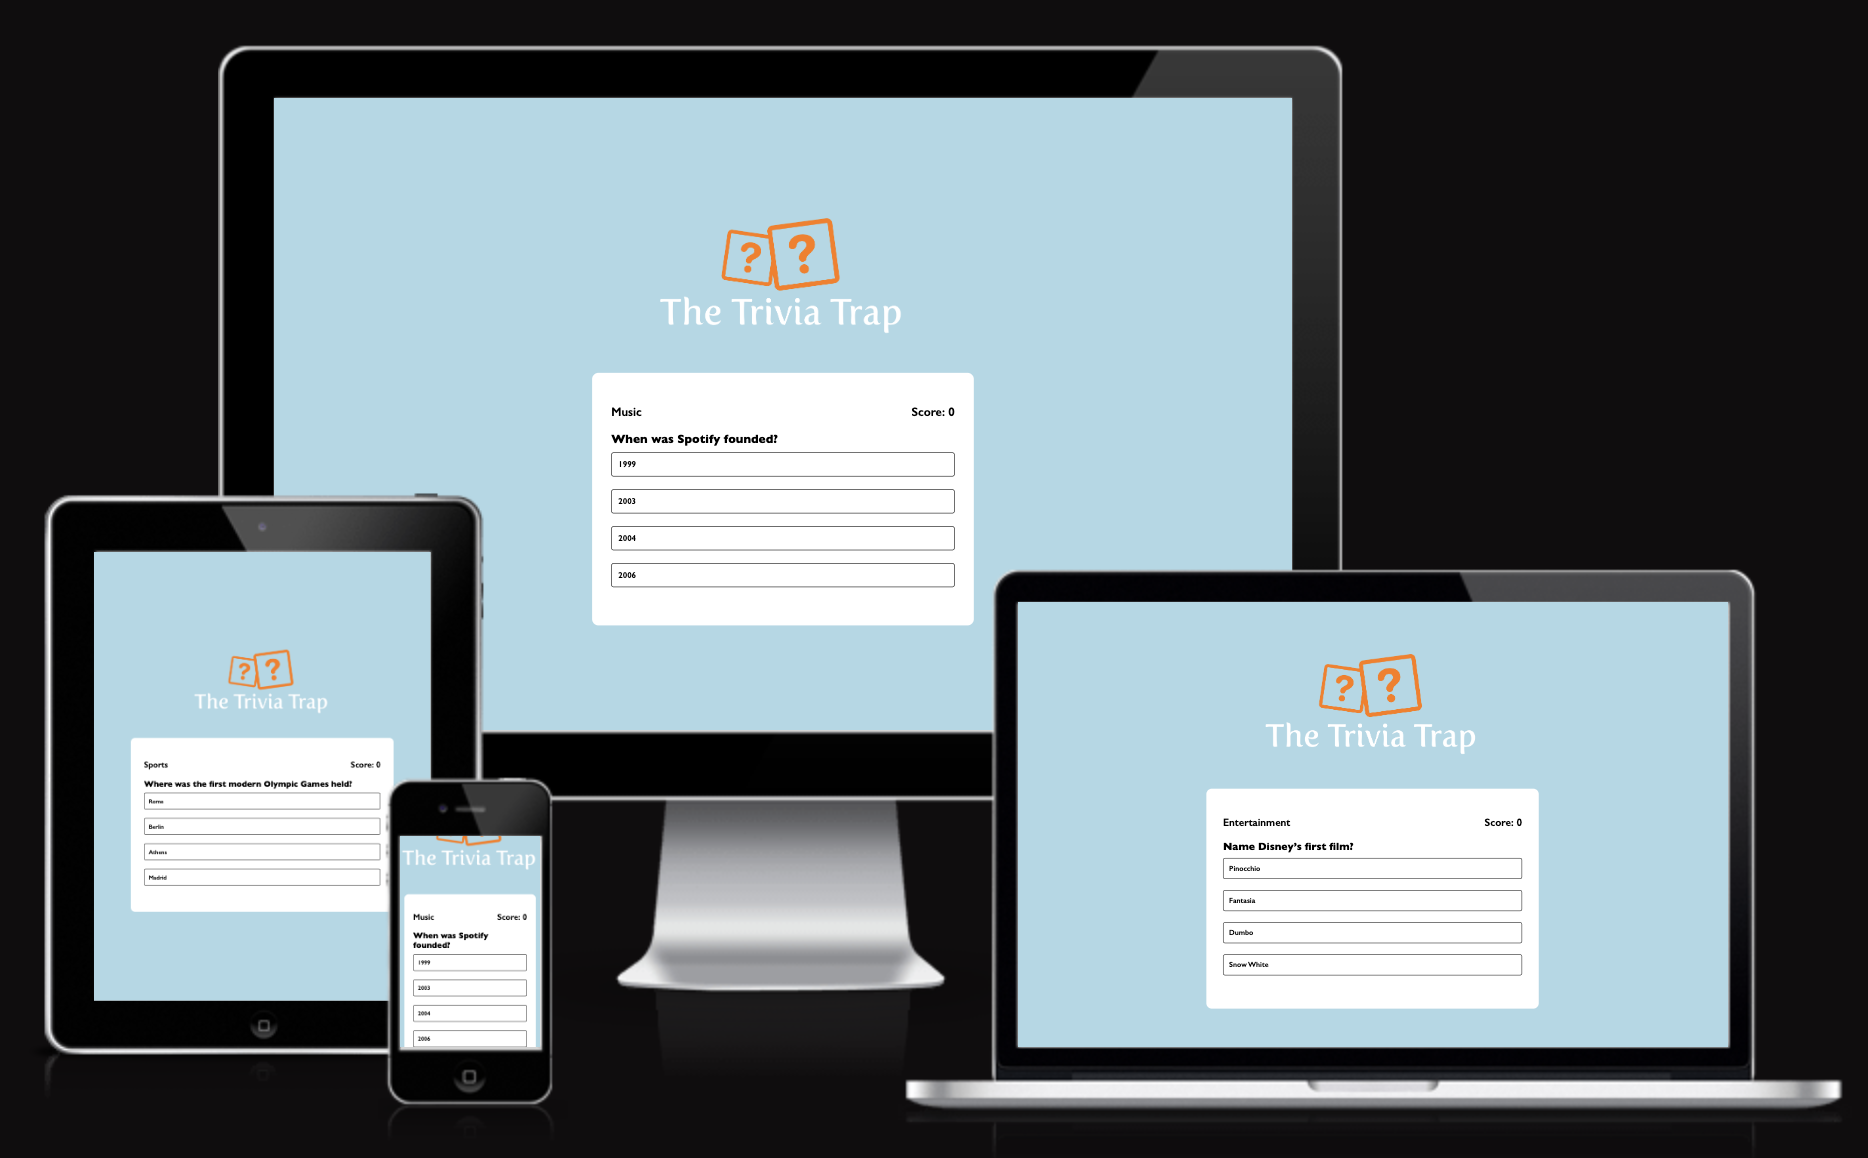 ? ?
The Trivia Trap
Music Score: 0
When was Spotify founded?
1999
2003
2004
2006
? ?
The Trivia Trap
Sports Score: 0
Where was the first modern Olympic Games held?
Rome
Berlin
Athens
Madrid
The Trivia Trap
Music Score: 0
When was Spotify
founded?
1999
2003
2004
2006
? ?
The Trivia Trap
Entertainment Score: 0
Name Disney's first film?
Pinocchio
Fantasia
Dumbo
Snow White